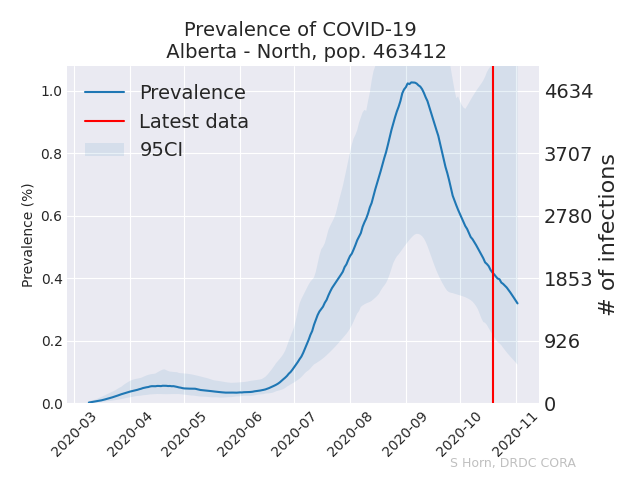 Prevalence of COVID-19
Alberta - North, pop. 463412
Prevalence
Latest data
95CI
Prevalence (%)
1.0
0.8
0.6
0.4
0.2
0.0
4634
3707
2780
1853
926
0
# of infections
2020-03
2020-04
2020-05
2020-06
2020-07
2020-08
2020-09
2020-10
2020-11
S Horn, DRDC CORA